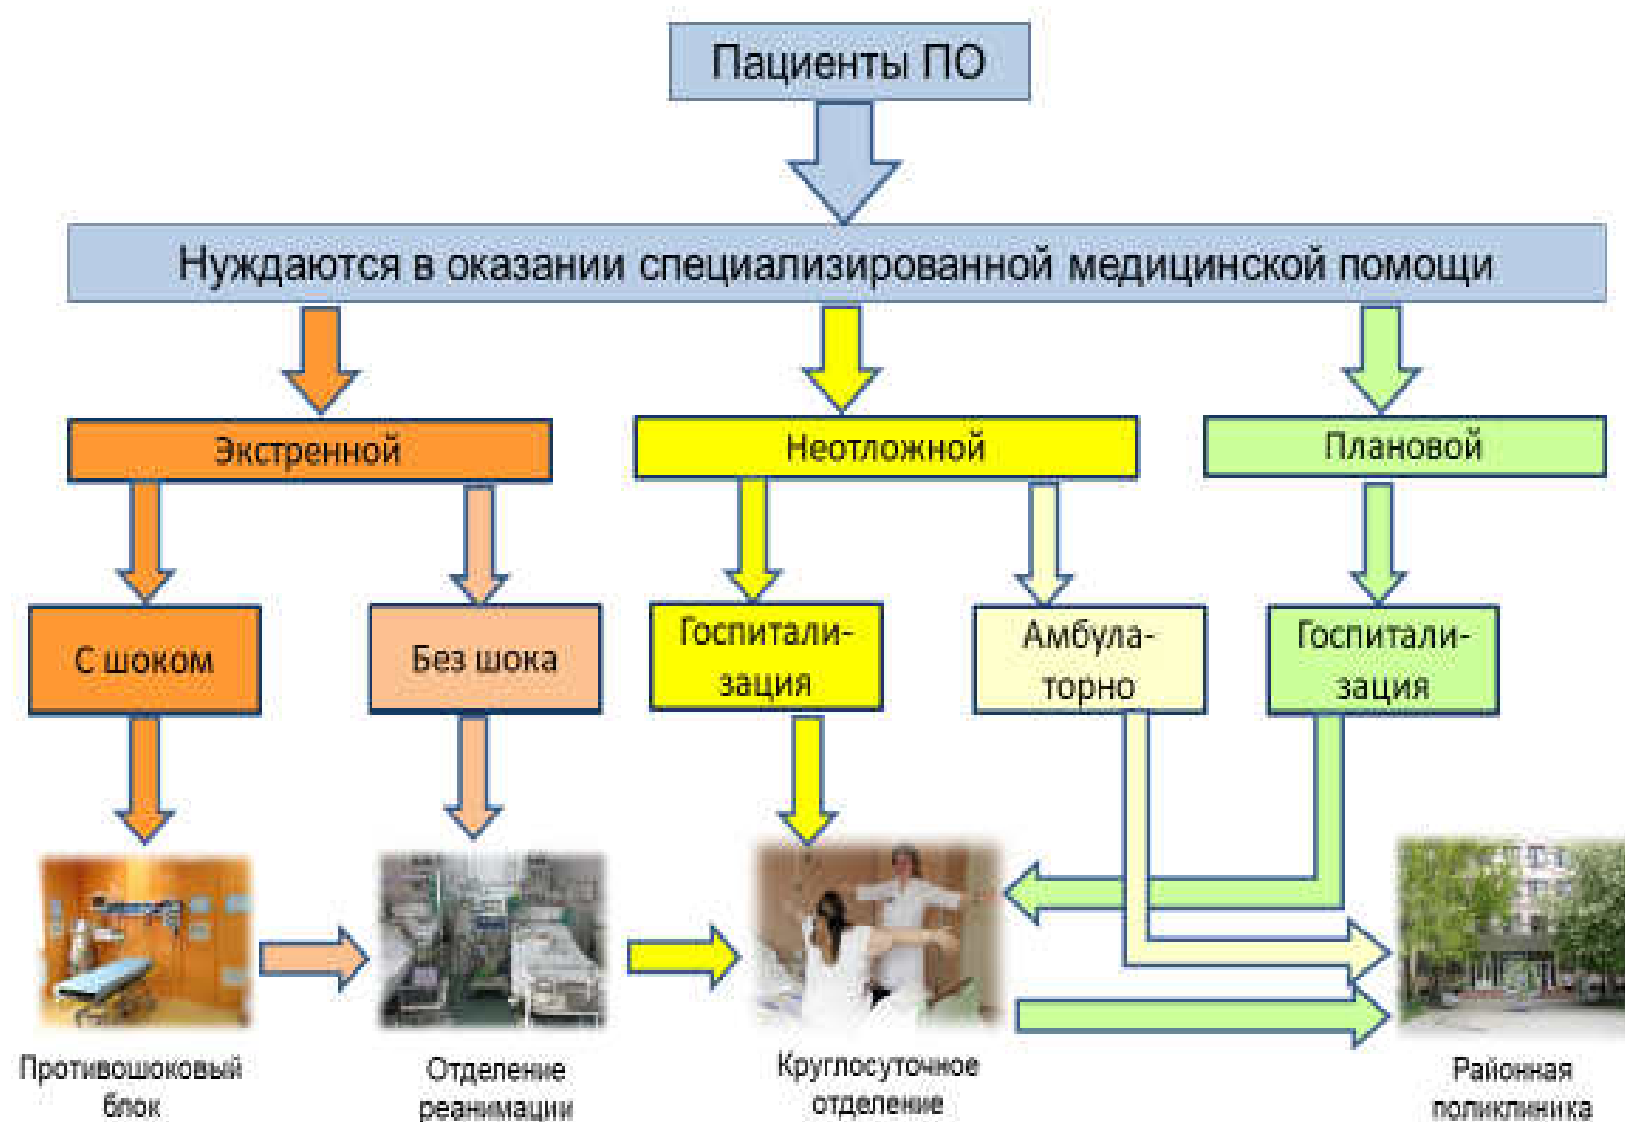 Пациенты ПО
Нуждаются в оказании специализированной медицинской помощи
Экстренной
Неотложной
Плановой
С шоком
Без шока
Госпитали-
зация
Амбула-
торно
Госпитали-
зация
Противошоковый
блок
Отделение
реанимации
Круглосуточное
отделение
Районная
поликлиника